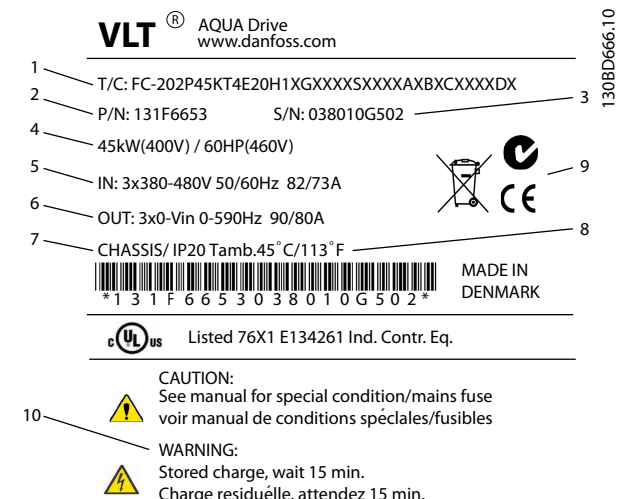 VLT ® AQUA Drive
www.danfoss.com
130BD666.10
1 T/C: FC-202P45KT4E20H1XGXXXXSXXXXAXBXCXXXXDX
2 P/N: 131F6653 S/N: 038010G502 3
4 45kW(400V) / 60HP(460V)
5 IN: 3x380-480V 50/60Hz 82/73A 9
CE
6 OUT: 3x0-Vin 0-590Hz 90/80A
7 CHASSIS/ IP20 Tamb.45˚C/113˚F 8
*131F6653038010G502*
MADE IN
DENMARK
c UL us Listed 76X1 E134261 Ind. Contr. Eq.
CAUTION:
See manual for special condition/mains fuse
voir manual de conditions spéclales/fusibles
10 WARNING:
Stored charge, wait 15 min.
Charge residuélle, attendez 15 min.